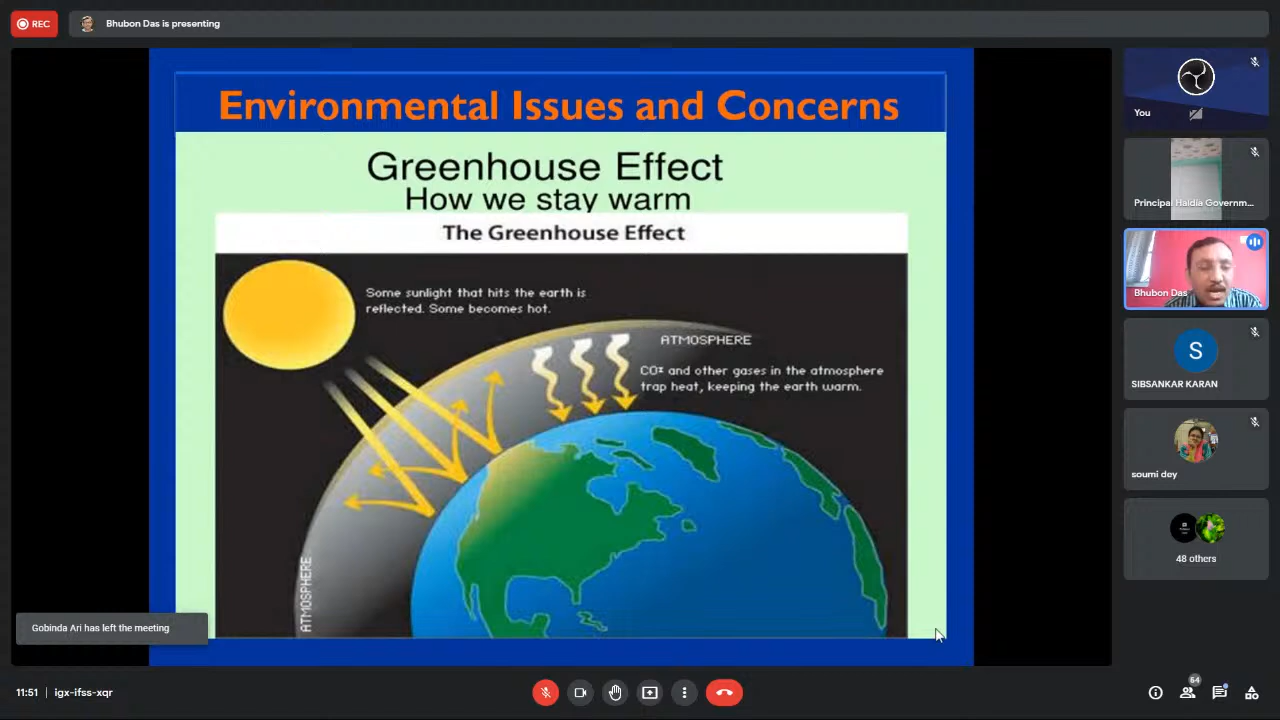 REC
Bhubon Das is presenting
Environmental Issues and Concerns
Greenhouse Effect
How we stay warm
The Greenhouse Effect
Some sunlight that hits the earth is
reflected. Some becomes hot.
ATMOSPHERE
CO² and other gases in the atmosphere
trap heat, keeping the earth warm.
ATMOSPHERE
You
Principal Haldia Governm...
Bhubon Das
S
SIBSANKAR KARAN
soumi dey
48 others
Gobinda Ari has left the meeting
11:51 | igx-ifss-xqr
64